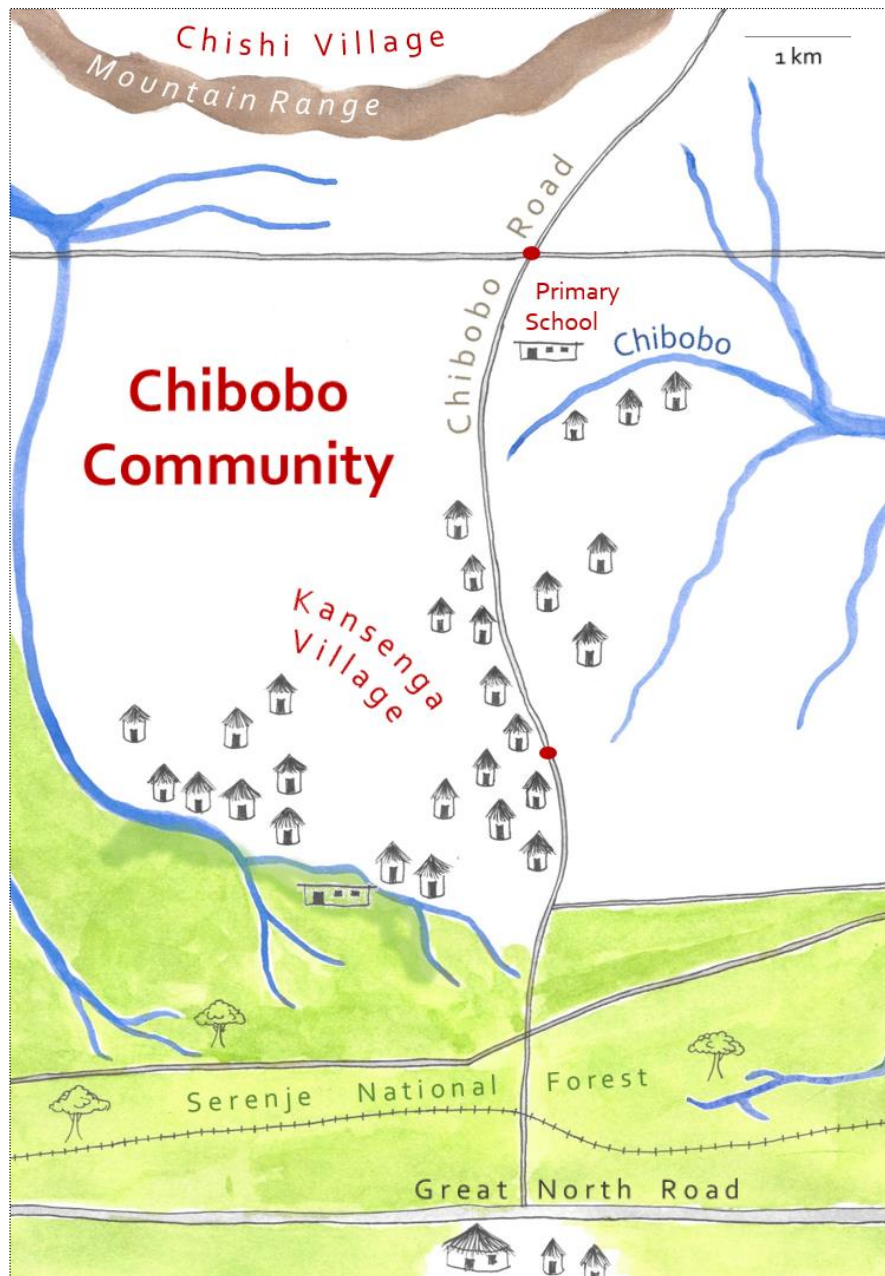 Chishi Village
Mountain Range
1 km
Chibobo Road
Primary
School
Chibobo
Chibobo
Community
Kansenga
Village
Serenje National Forest
Great North Road